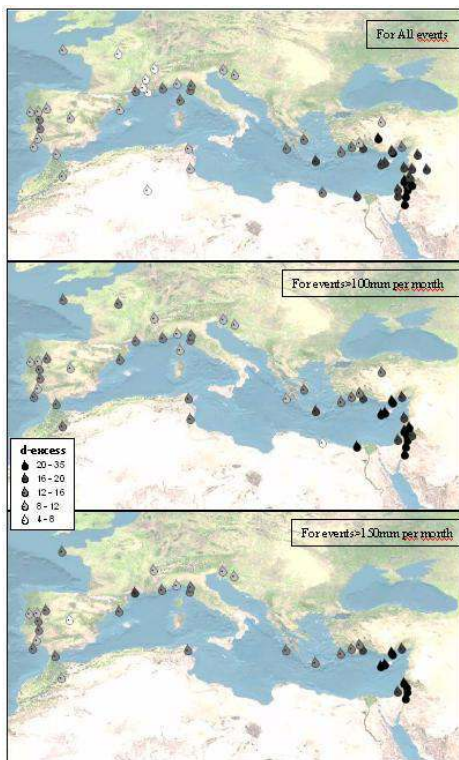 For All events
For events>100mm per month
d-excess
20 - 35
16 - 20
12 - 16
8 - 12
4 - 8
For events>150mm per month